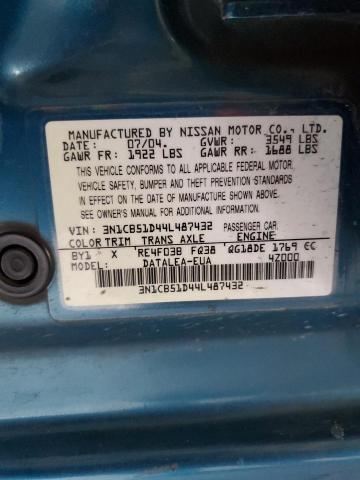 MANUFACTURED BY NISSAN MOTOR CO., LTD.
DATE: 07/04. GVWR: 3549 LBS
GAWR FR: 1922 LBS GAWR RR: 1688 LBS
THIS VEHICLE CONFORMS TO ALL APPLICABLE FEDERAL MOTOR
VEHICLE SAFETY, BUMPER AND THEFT PREVENTION STANDARDS
IN EFFECT ON THE DATE OF MANUFACTURE SHOWN ABOVE.
SEE OWNER'S MANUAL FOR ADDITIONAL INFORMATION.
VIN: 3N1CB51D44L487432 PASSENGER CAR.
COLOR TRIM TRANS AXLE ENGINE
BY1 X RE4F03B FQ38 QG18DE 1769 CC
MODEL: DATALEA-EUA 4Z000
3N1CB51D44L487432